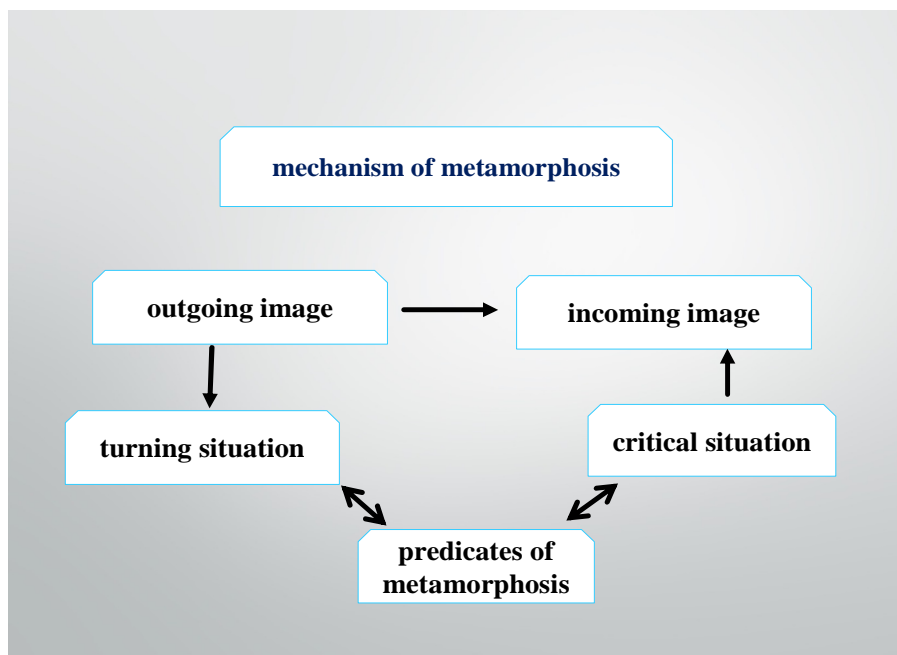 mechanism of metamorphosis
outgoing image
incoming image
turning situation
critical situation
predicates of
metamorphosis